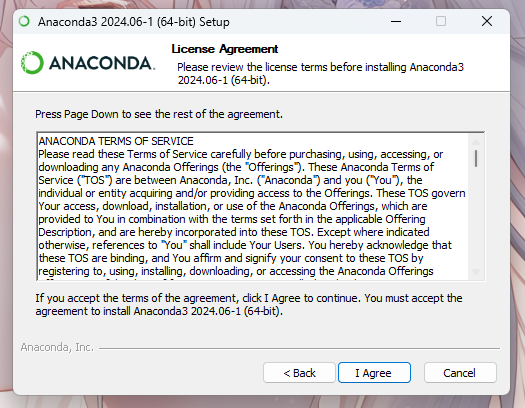 Anaconda3 2024.06-1 (64-bit) Setup
License Agreement
ANACONDA.
Please review the license terms before installing Anaconda3
2024.06-1 (64-bit).
Press Page Down to see the rest of the agreement.
ANACONDA TERMS OF SERVICE
Please read these Terms of Service carefully before purchasing, using, accessing, or
downloading any Anaconda Offerings (the "Offerings"). These Anaconda Terms of
Service ("TOS") are between Anaconda, Inc. ("Anaconda") and you ("You"), the
individual or entity acquiring and/or providing access to the Offerings. These TOS govern
Your access, download, installation, or use of the Anaconda Offerings, which are
provided to You in combination with the terms set forth in the applicable Offering
Description, and are hereby incorporated into these TOS. Except where indicated
otherwise, references to "You" shall include Your Users. You hereby acknowledge that
these TOS are binding, and You affirm and signify your consent to these TOS by
registering to, using, installing, downloading, or accessing the Anaconda Offerings
If you accept the terms of the agreement, click I Agree to continue. You must accept the
agreement to install Anaconda3 2024.06-1 (64-bit).
Anaconda, Inc.
< Back
I Agree
Cancel